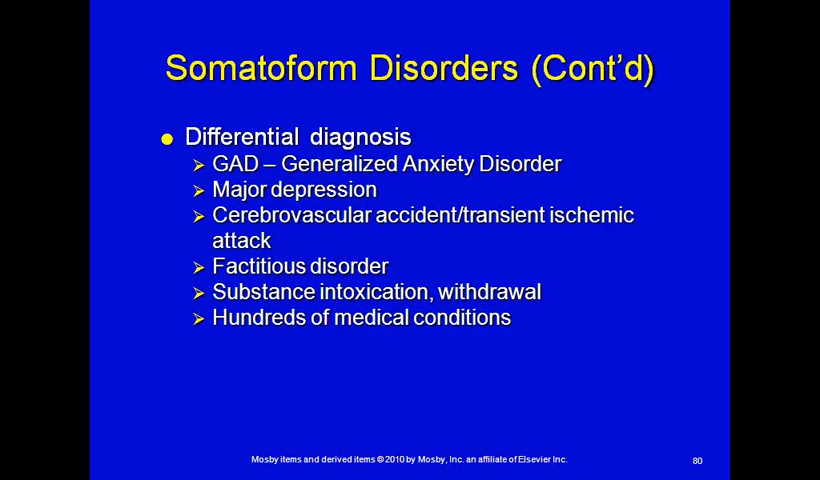 Somatoform Disorders (Cont’d)
Differential diagnosis
GAD – Generalized Anxiety Disorder
Major depression
Cerebrovascular accident/transient ischemic
attack
Factitious disorder
Substance intoxication, withdrawal
Hundreds of medical conditions
Mosby items and derived items © 2010 by Mosby, Inc. an affiliate of Elsevier Inc.
80